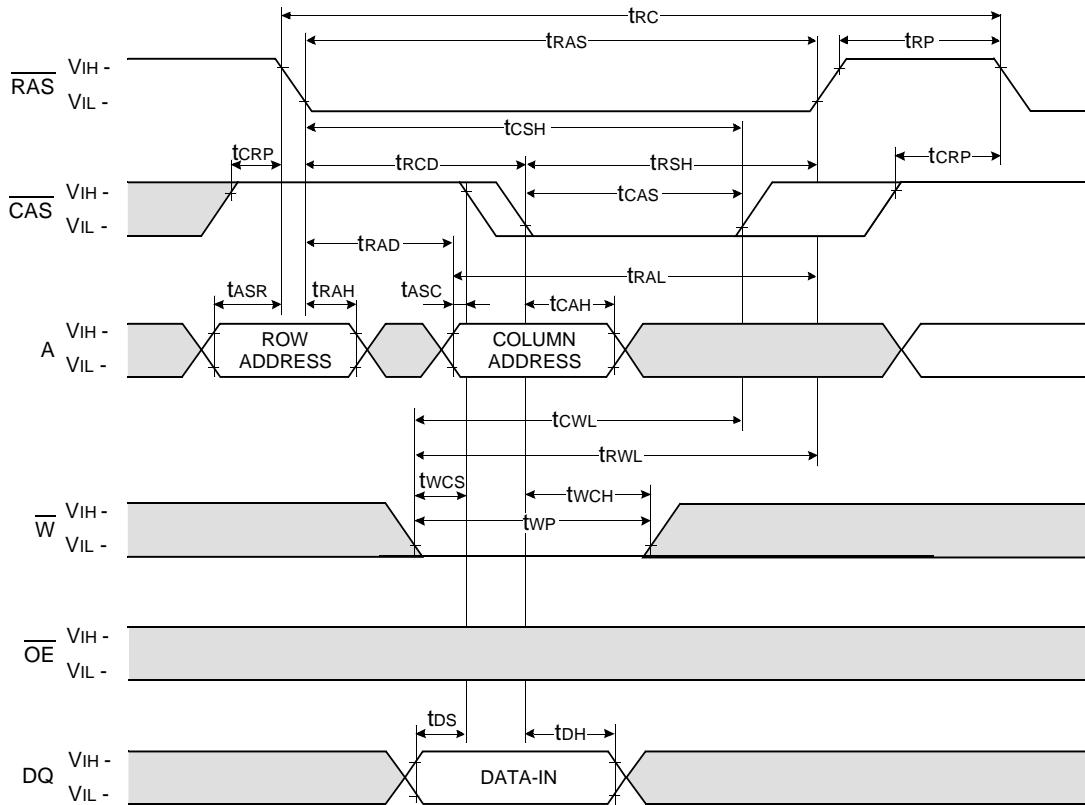 tRC
tRAS
tRP
RAS
VIH -
VIL -
tCSH
tCRP
tRCD
tRSH
tCRP
CAS
VIH -
VIL -
tCAS
tRAD
tRAL
tASR
tRAH
tASC
tCAH
A
VIH -
VIL -
ROW
ADDRESS
COLUMN
ADDRESS
tCWL
tRWL
tWCS
tWCH
tWP
W
VIH -
VIL -
OE
VIH -
VIL -
tDS
tDH
DQ
VIH -
VIL -
DATA-IN